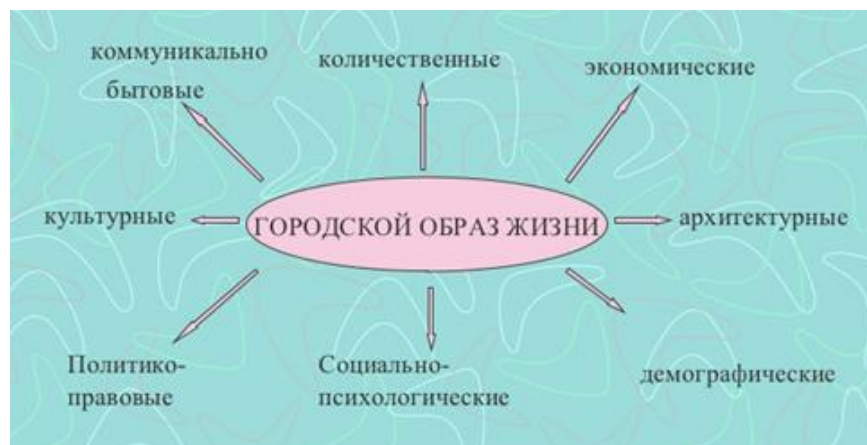 коммуникально
бытовые
количественные
экономические
культурные
ГОРОДСКОЙ ОБРАЗ ЖИЗНИ
архитектурные
Политико-
правовые
Социально-
психологические
демографические